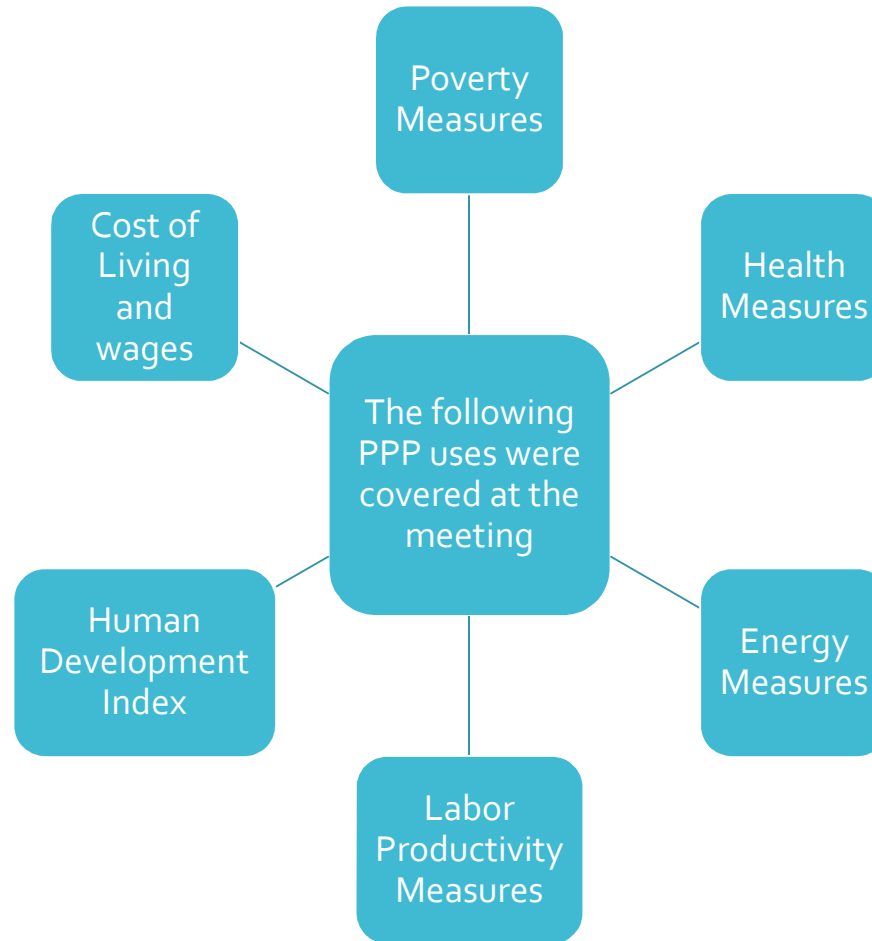 Poverty
Measures
Cost of
Living
and
wages
Health
Measures
The following
PPP uses were
covered at the
meeting
Human
Development
Index
Energy
Measures
Labor
Productivity
Measures